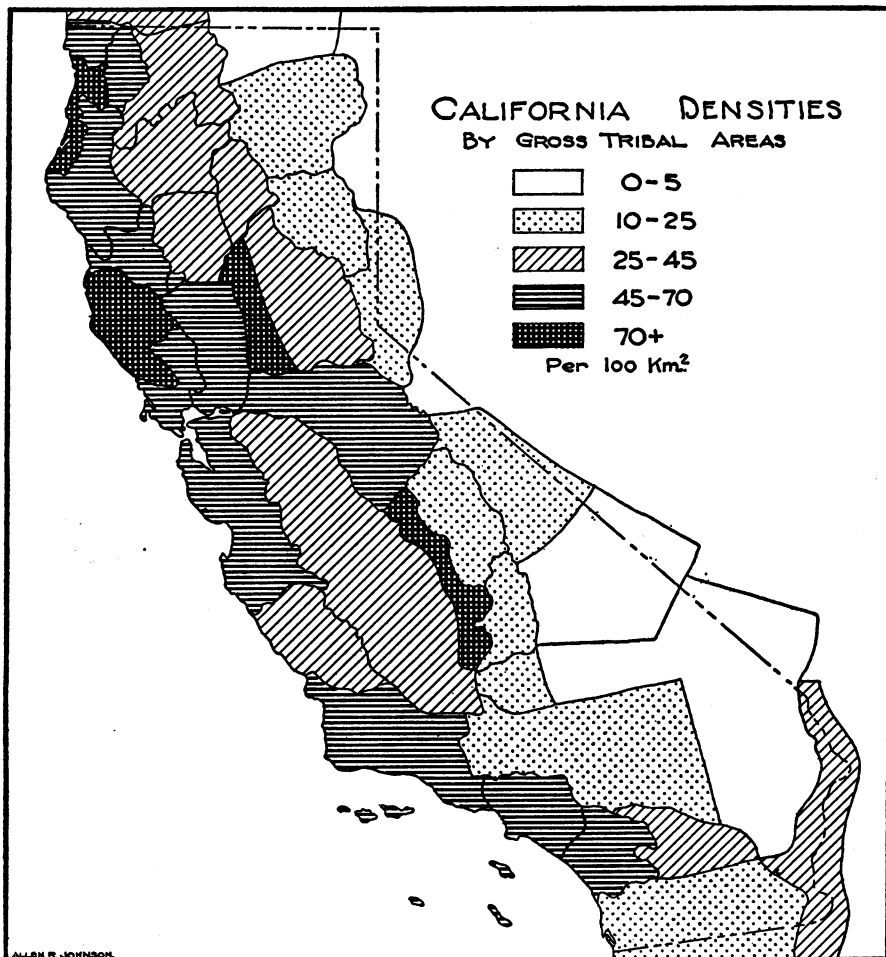 CALIFORNIA DENSITIES
BY GROSS TRIBAL AREAS
0-5
10-25
25-45
45-70
70+
Per 100 Km.²
ALLEN R. JOHNSON.